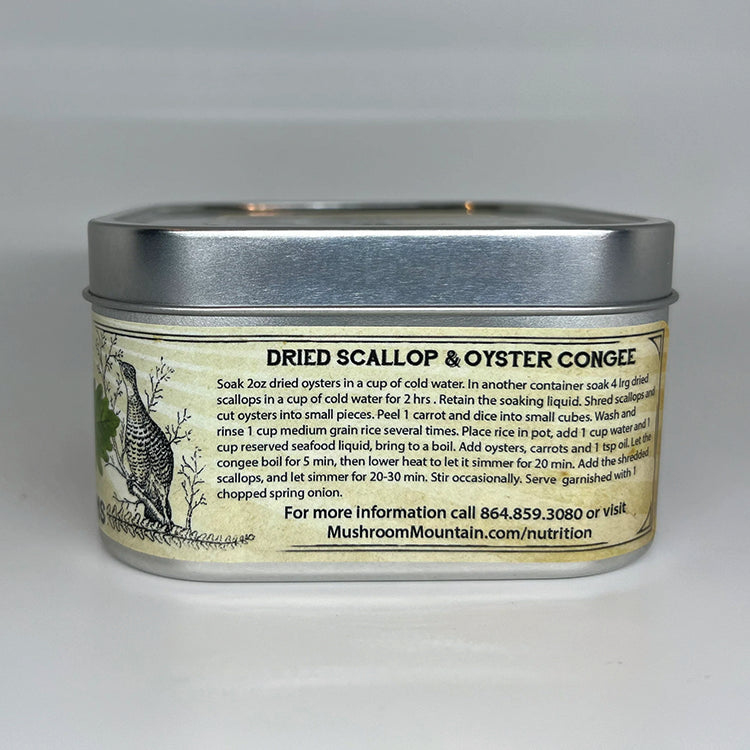 DRIED SCALLOP & OYSTER CONGEE
Soak 2oz dried oysters in a cup of cold water. In another container soak 4 lrg dried
scallops in a cup of cold water for 2 hrs . Retain the soaking liquid. Shred scallops and
cut oysters into small pieces. Peel 1 carrot and dice into small cubes. Wash and
rinse 1 cup medium grain rice several times. Place rice in pot, add 1 cup water and 1
cup reserved seafood liquid, bring to a boil. Add oysters, carrots and 1 tsp oil. Let the
congee boil for 5 min, then lower heat to let it simmer for 20 min. Add the shredded
scallops, and let simmer for 20-30 min. Stir occasionally. Serve garnished with 1
chopped spring onion.
For more information call 864.859.3080 or visit
MushroomMountain.com/nutrition